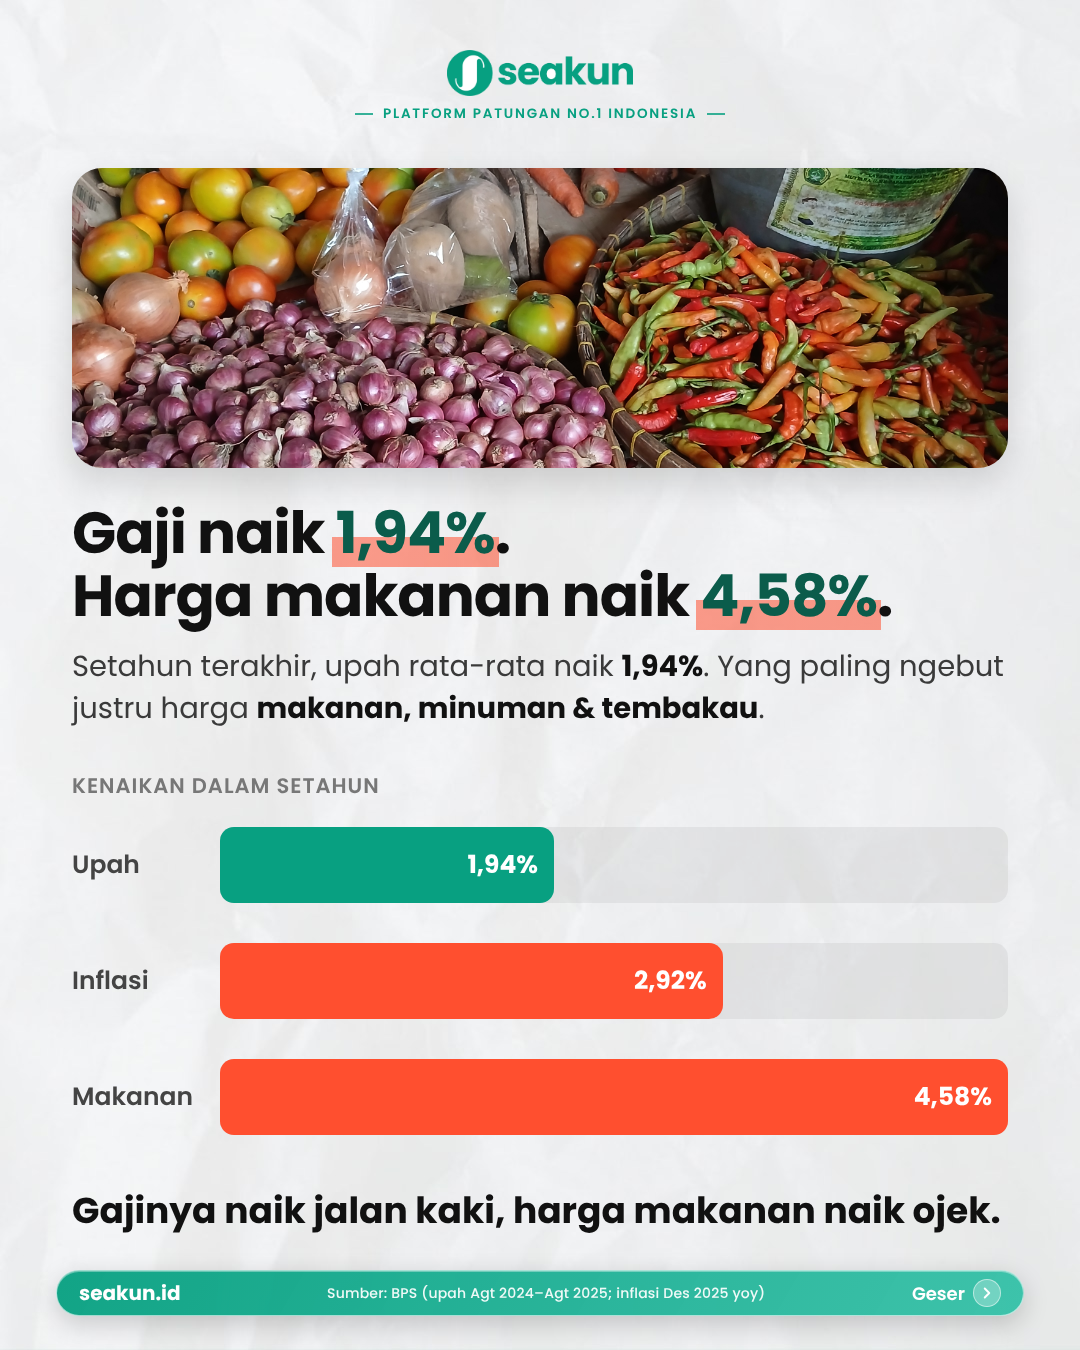 seakun
PLATFORM PATUNGAN NO.1 INDONESIA
Gaji naik 1,94%.
Harga makanan naik 4,58%.
Setahun terakhir, upah rata-rata naik 1,94%. Yang paling ngebut
justru harga makanan, minuman & tembakau.
KENAIKAN DALAM SETAHUN
Upah
1,94%
Inflasi
2,92%
Makanan
4,58%
Gajinya naik jalan kaki, harga makanan naik ojek.
seakun.id
Sumber: BPS (upah Agt 2024–Agt 2025; inflasi Des 2025 yoy)
Geser